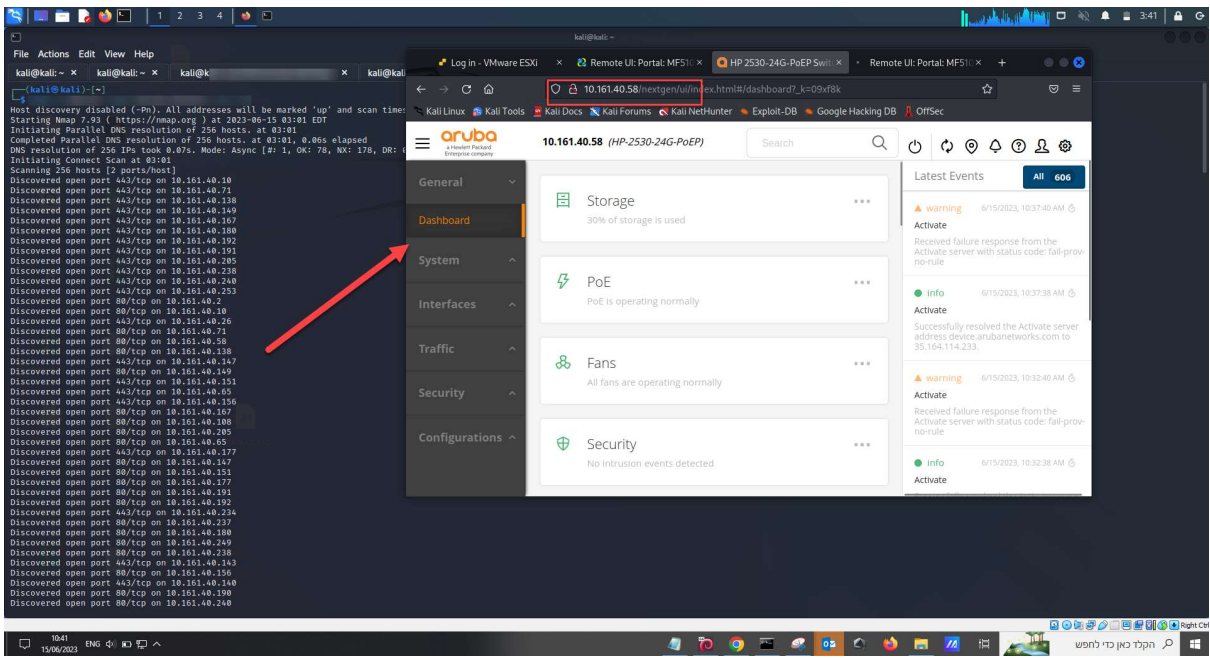 1 2 3 4
3:41
kali@kali: ~
File Actions Edit View Help
kali@kali: ~ × kali@kali: ~ × kali@k × kali@kal
(kali㉿kali)-[~]
$
Host discovery disabled (-Pn). All addresses will be marked 'up' and scan times
Starting Nmap 7.93 ( https://nmap.org ) at 2023-06-15 03:01 EDT
Initiating Parallel DNS resolution of 256 hosts. at 03:01
Completed Parallel DNS resolution of 256 hosts. at 03:01, 0.06s elapsed
DNS resolution of 256 IPs took 0.07s. Mode: Async [#: 1, OK: 78, NX: 178, DR:
Initiating Connect Scan at 03:01
Scanning 256 hosts [2 ports/host]
Discovered open port 443/tcp on 10.161.40.10
Discovered open port 443/tcp on 10.161.40.71
Discovered open port 443/tcp on 10.161.40.138
Discovered open port 443/tcp on 10.161.40.149
Discovered open port 443/tcp on 10.161.40.167
Discovered open port 443/tcp on 10.161.40.180
Discovered open port 443/tcp on 10.161.40.192
Discovered open port 443/tcp on 10.161.40.191
Discovered open port 443/tcp on 10.161.40.205
Discovered open port 443/tcp on 10.161.40.238
Discovered open port 443/tcp on 10.161.40.240
Discovered open port 443/tcp on 10.161.40.253
Discovered open port 80/tcp on 10.161.40.2
Discovered open port 80/tcp on 10.161.40.10
Discovered open port 443/tcp on 10.161.40.26
Discovered open port 80/tcp on 10.161.40.71
Discovered open port 80/tcp on 10.161.40.58
Discovered open port 80/tcp on 10.161.40.138
Discovered open port 443/tcp on 10.161.40.147
Discovered open port 80/tcp on 10.161.40.149
Discovered open port 443/tcp on 10.161.40.151
Discovered open port 443/tcp on 10.161.40.65
Discovered open port 443/tcp on 10.161.40.156
Discovered open port 80/tcp on 10.161.40.167
Discovered open port 80/tcp on 10.161.40.108
Discovered open port 80/tcp on 10.161.40.205
Discovered open port 80/tcp on 10.161.40.65
Discovered open port 443/tcp on 10.161.40.177
Discovered open port 80/tcp on 10.161.40.147
Discovered open port 80/tcp on 10.161.40.151
Discovered open port 80/tcp on 10.161.40.177
Discovered open port 80/tcp on 10.161.40.191
Discovered open port 80/tcp on 10.161.40.192
Discovered open port 443/tcp on 10.161.40.234
Discovered open port 80/tcp on 10.161.40.237
Discovered open port 80/tcp on 10.161.40.180
Discovered open port 80/tcp on 10.161.40.249
Discovered open port 80/tcp on 10.161.40.238
Discovered open port 443/tcp on 10.161.40.143
Discovered open port 80/tcp on 10.161.40.156
Discovered open port 443/tcp on 10.161.40.140
Discovered open port 80/tcp on 10.161.40.190
Discovered open port 80/tcp on 10.161.40.240
Log in - VMware ESXi × Remote UI: Portal: MF510 × HP 2530-24G-PoEP Swit × Remote UI: Portal: MF510 × +
10.161.40.58/nextgen/ui/index.html#/dashboard?_k=09xf8k
Kali Linux Kali Tools Kali Docs Kali Forums Kali NetHunter Exploit-DB Google Hacking DB OffSec
aruba
a Hewlett Packard
Enterprise company
10.161.40.58 (HP-2530-24G-PoEP)
Search
General
Dashboard
System
Interfaces
Traffic
Security
Configurations
Storage
30% of storage is used
PoE
PoE is operating normally
Fans
All fans are operating normally
Security
No intrusion events detected
Latest Events
All 606
warning 6/15/2023, 10:37:40 AM
Activate
Received failure response from the
Activate server with status code: fail-prov-
no-rule
info 6/15/2023, 10:37:38 AM
Activate
Successfully resolved the Activate server
address device.arubanetworks.com to
35.164.114.233.
warning 6/15/2023, 10:32:40 AM
Activate
Received failure response from the
Activate server with status code: fail-prov-
no-rule
info 6/15/2023, 10:32:38 AM
Activate
Right Ctrl
10:41
15/06/2023
ENG
הקלד כאן כדי לחפש